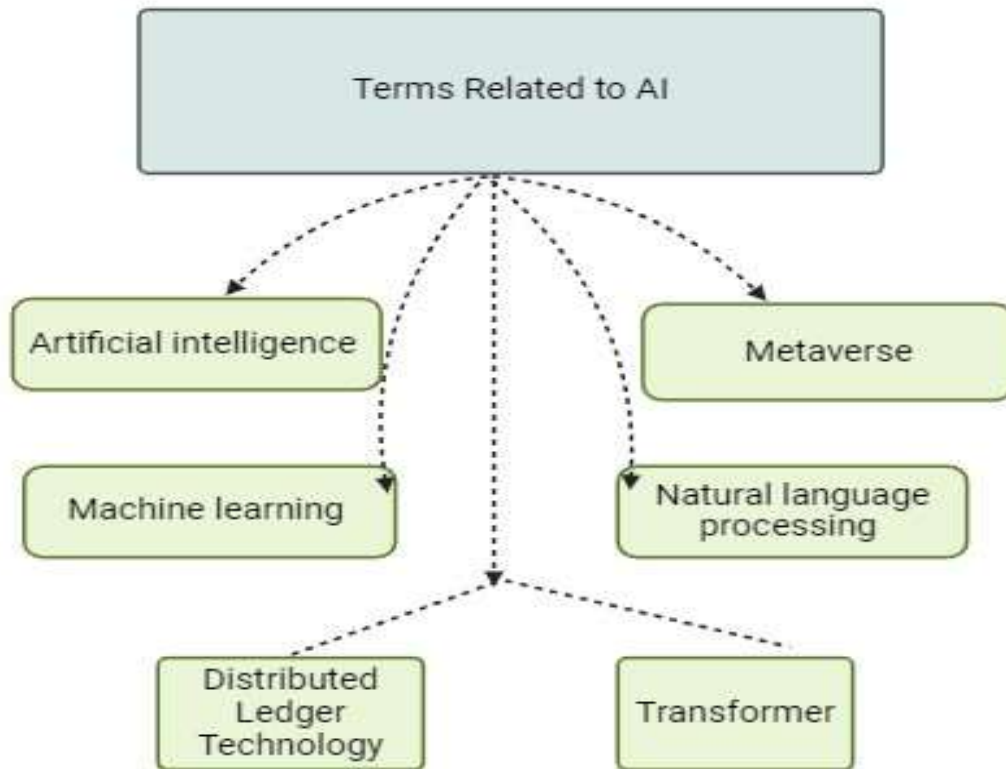 Terms Related to AI
Artificial intelligence
Metaverse
Machine learning
Natural language
processing
Distributed
Ledger
Technology
Transformer